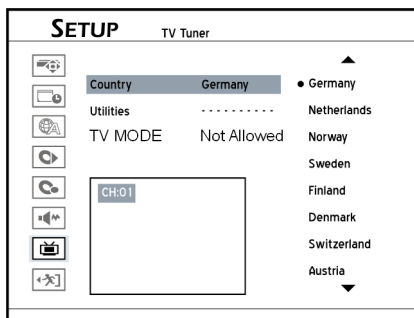 SETUP TV Tuner
Country Germany
Utilities - - - - - - - - - -
TV MODE Not Allowed
CH:01
Germany
Netherlands
Norway
Sweden
Finland
Denmark
Switzerland
Austria